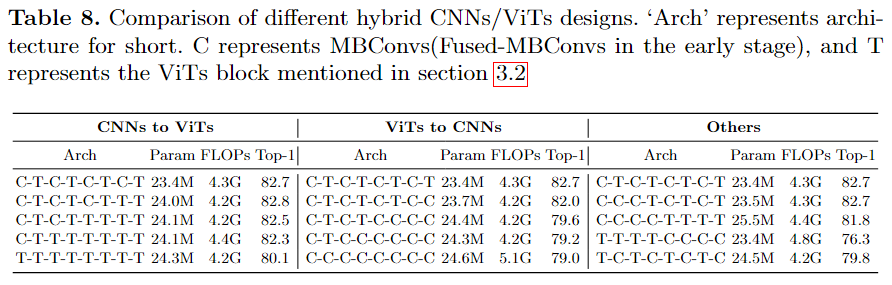 Table 8. Comparison of different hybrid CNNs/ViTs designs. ‘Arch’ represents archi-
tecture for short. C represents MBConvs(Fused-MBConvs in the early stage), and T
represents the ViTs block mentioned in section 3.2
CNNs to ViTs ViTs to CNNs Others
Arch Param FLOPs Top-1 Arch Param FLOPs Top-1 Arch Param FLOPs Top-1
C-T-C-T-C-T-C-T 23.4M 4.3G 82.7 C-T-C-T-C-T-C-T 23.4M 4.3G 82.7 C-T-C-T-C-T-C-T 23.4M 4.3G 82.7
C-T-C-T-C-T-T-T 24.0M 4.2G 82.8 C-T-C-T-C-T-C-C 23.7M 4.2G 82.0 C-C-C-T-C-T-C-T 23.5M 4.3G 82.7
C-T-C-T-T-T-T-T 24.1M 4.2G 82.5 C-T-C-T-C-C-C-C 24.4M 4.2G 79.6 C-C-C-C-T-T-T-T 25.5M 4.4G 81.8
C-T-T-T-T-T-T-T 24.1M 4.4G 82.3 C-T-C-C-C-C-C-C 24.3M 4.2G 79.2 T-T-T-T-C-C-C-C 23.4M 4.8G 76.3
T-T-T-T-T-T-T-T 24.3M 4.2G 80.1 C-C-C-C-C-C-C-C 24.6M 5.1G 79.0 T-C-T-C-T-C-T-C 24.5M 4.2G 79.8